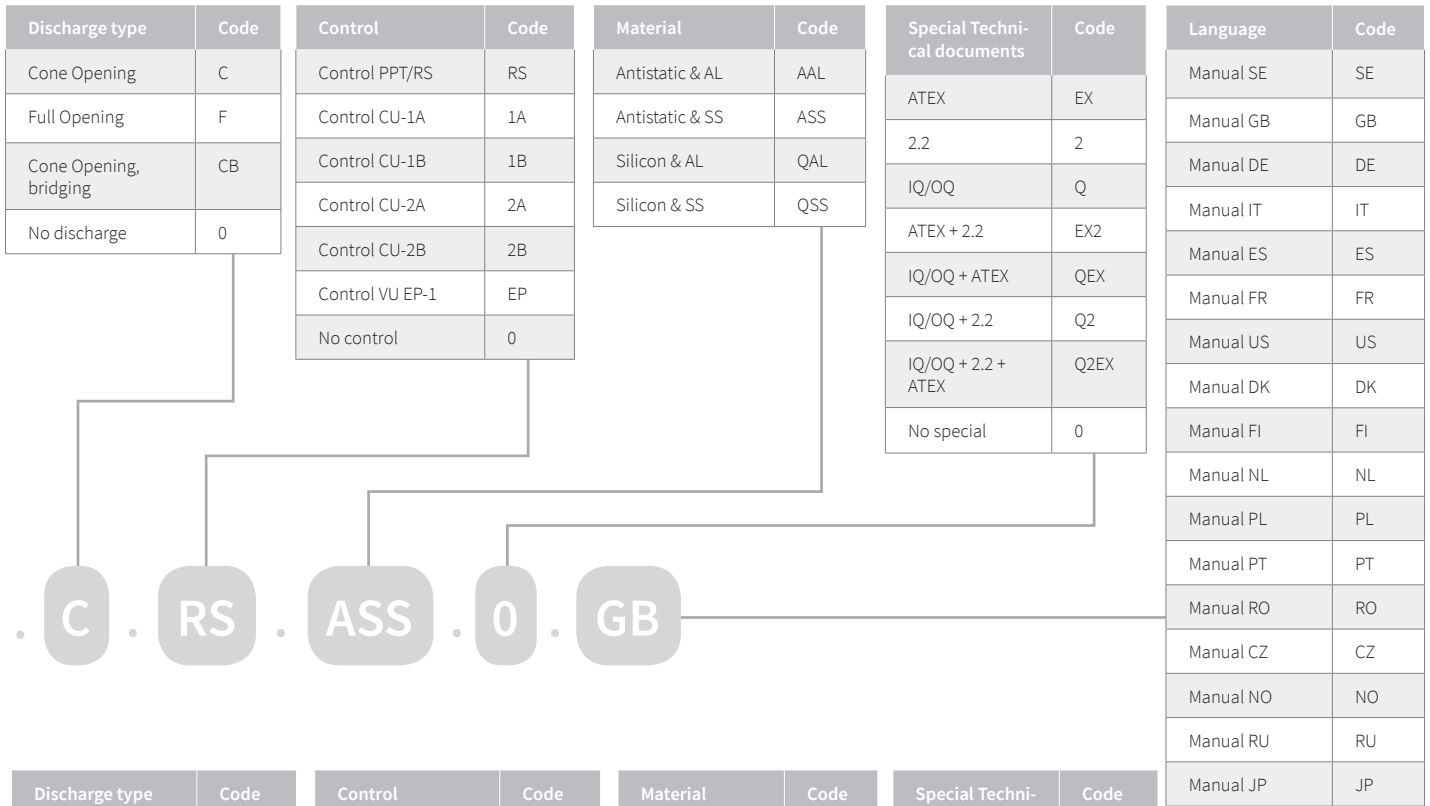 Discharge type Code
Cone Opening C
Full Opening F
Cone Opening, CB
bridging
No discharge 0
Control Code
Control PPT/RS RS
Control CU-1A 1A
Control CU-1B 1B
Control CU-2A 2A
Control CU-2B 2B
Control VU EP-1 EP
No control 0
Material Code
Antistatic & AL AAL
Antistatic & SS ASS
Silicon & AL QAL
Silicon & SS QSS
Special Techni- Code
cal documents
ATEX EX
2.2 2
IQ/OQ Q
ATEX + 2.2 EX2
IQ/OQ + ATEX QEX
IQ/OQ + 2.2 Q2
IQ/OQ + 2.2 + Q2EX
ATEX
No special 0
Language Code
Manual SE SE
Manual GB GB
Manual DE DE
Manual IT IT
Manual ES ES
Manual FR FR
Manual US US
Manual DK DK
Manual FI FI
Manual NL NL
Manual PL PL
Manual PT PT
Manual RO RO
Manual CZ CZ
Manual NO NO
Manual RU RU
Manual JP JP
. C . RS . ASS . 0 . GB
Discharge type Code
Control Code
Material Code
Special Techni- Code